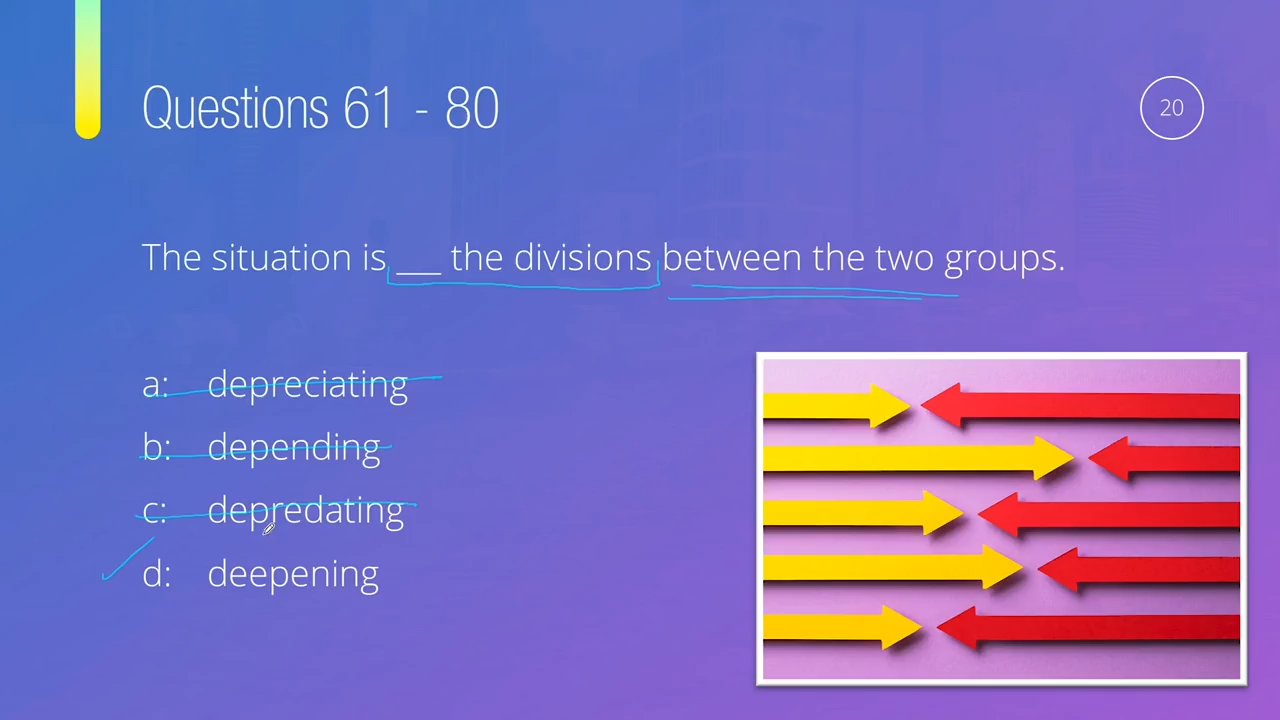 Questions 61 - 80
20
The situation is ___ the divisions between the two groups.
a: depreciating
b: depending
c: depredating
d: deepening